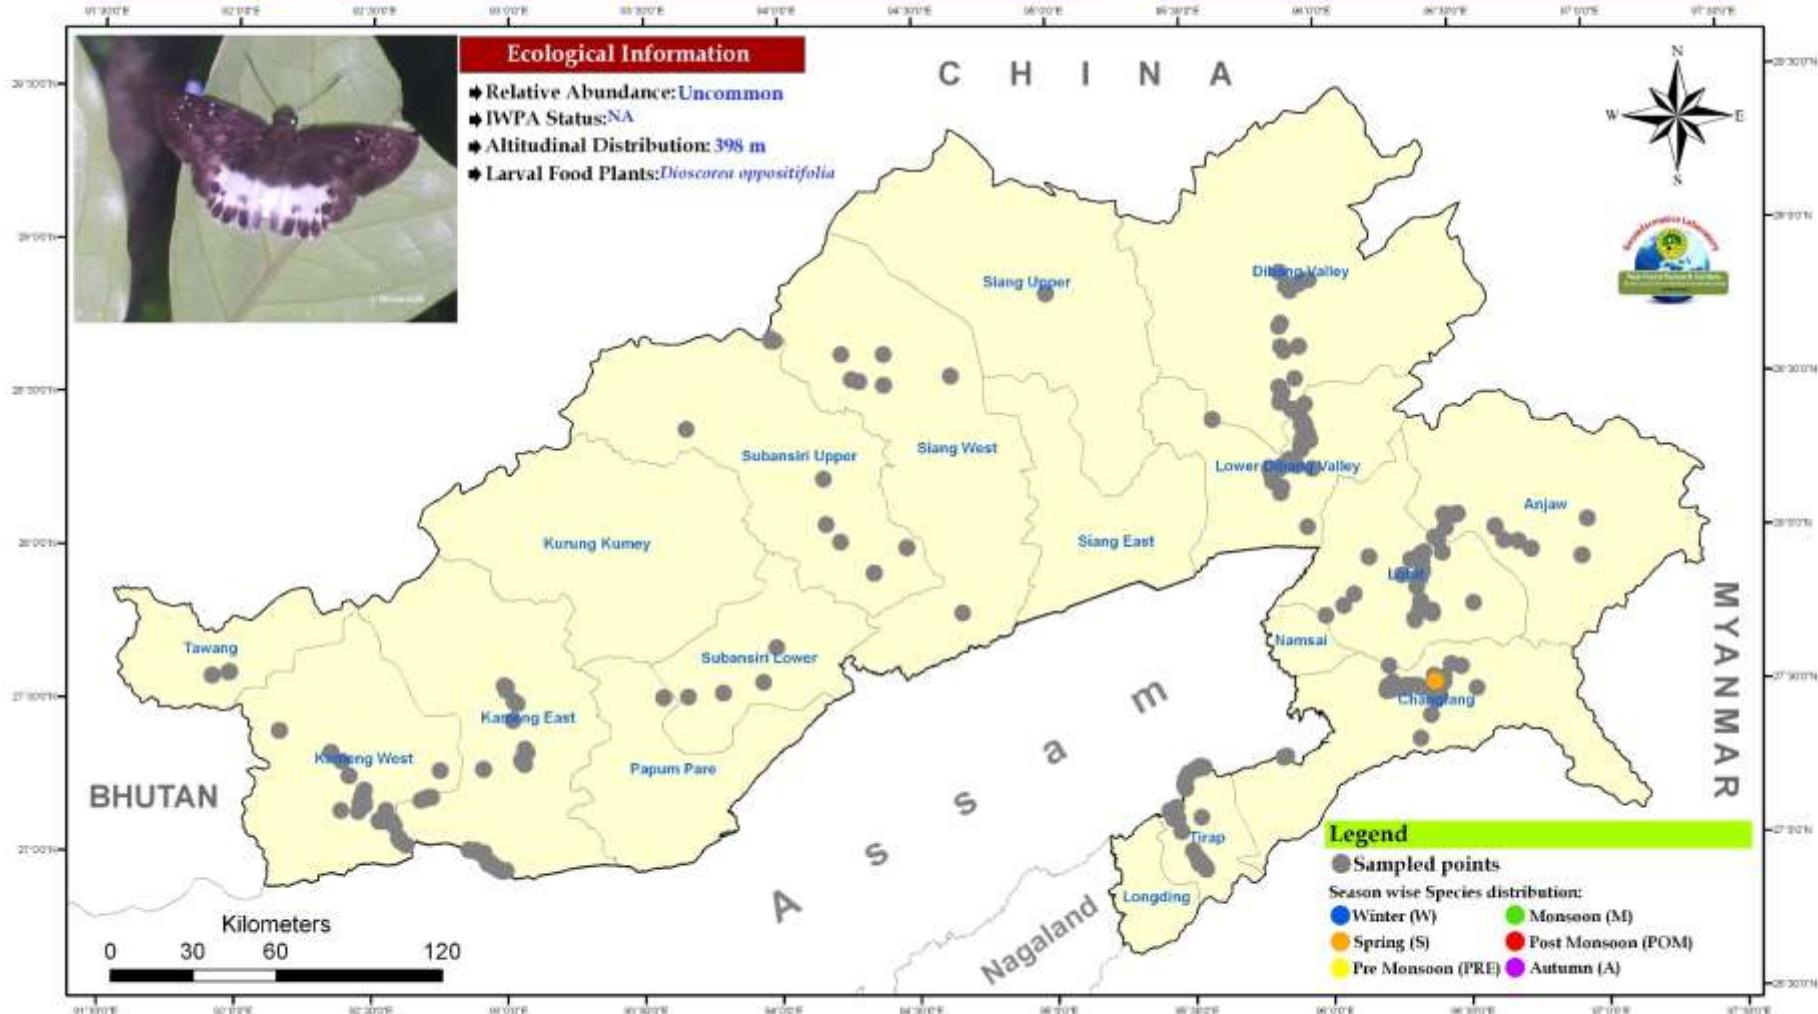 Ecological Information
Relative Abundance: Uncommon
IWPA Status: NA
Altitudinal Distribution: 398 m
Larval Food Plants: Dioscorea oppositifolia
C H I N A
N
W E
S
Siang Upper
Dibang Valley
Subansiri Upper
Siang West
Lower Dibang Valley
Anjaw
Kurung Kumey
Siang East
Lohit
Tawang
Namsai
Subansiri Lower
Changlang
Kameng East
Kameng West
Papum Pare
BHUTAN
MYANMAR
Assam
Tirap
Longding
Nagaland
Kilometers
0 30 60 120
Legend
Sampled points
Season wise Species distribution:
Winter (W) Monsoon (M)
Spring (S) Post Monsoon (POM)
Pre Monsoon (PRE) Autumn (A)